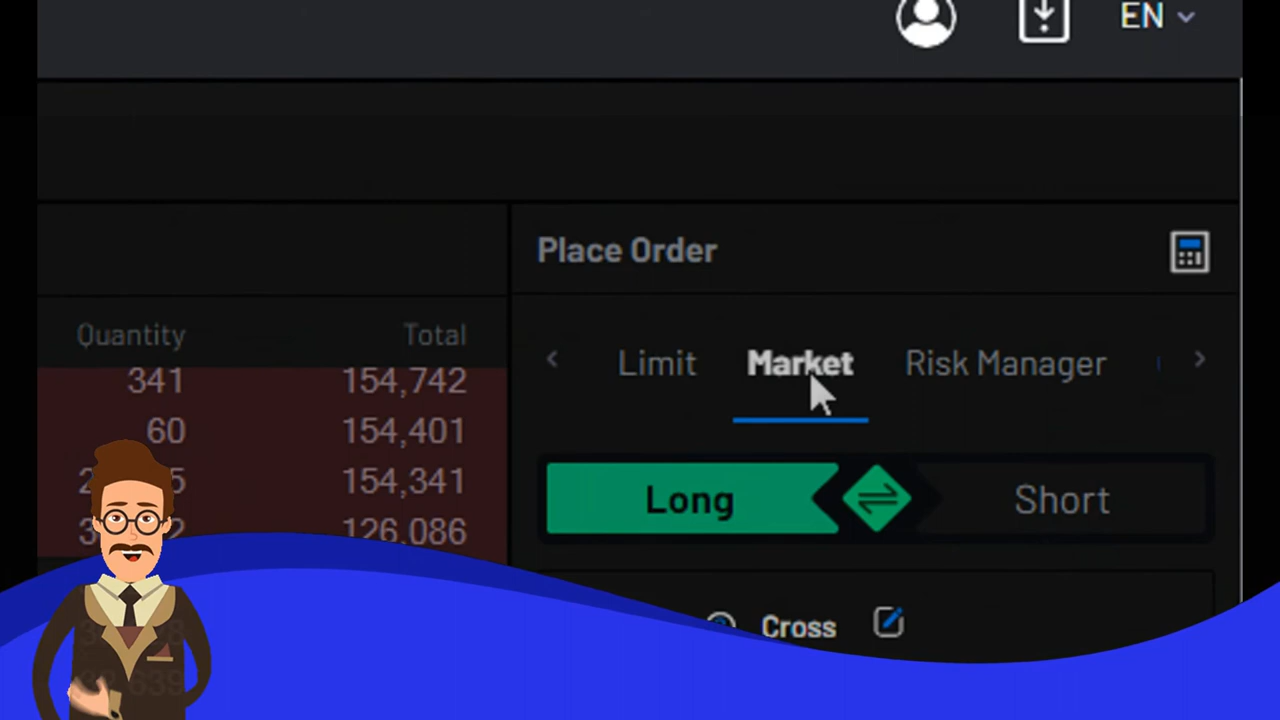 EN
Place Order
Quantity Total
Limit Market Risk Manager
341 154,742
60 154,401
154,341
126,086
Long Short
Cross